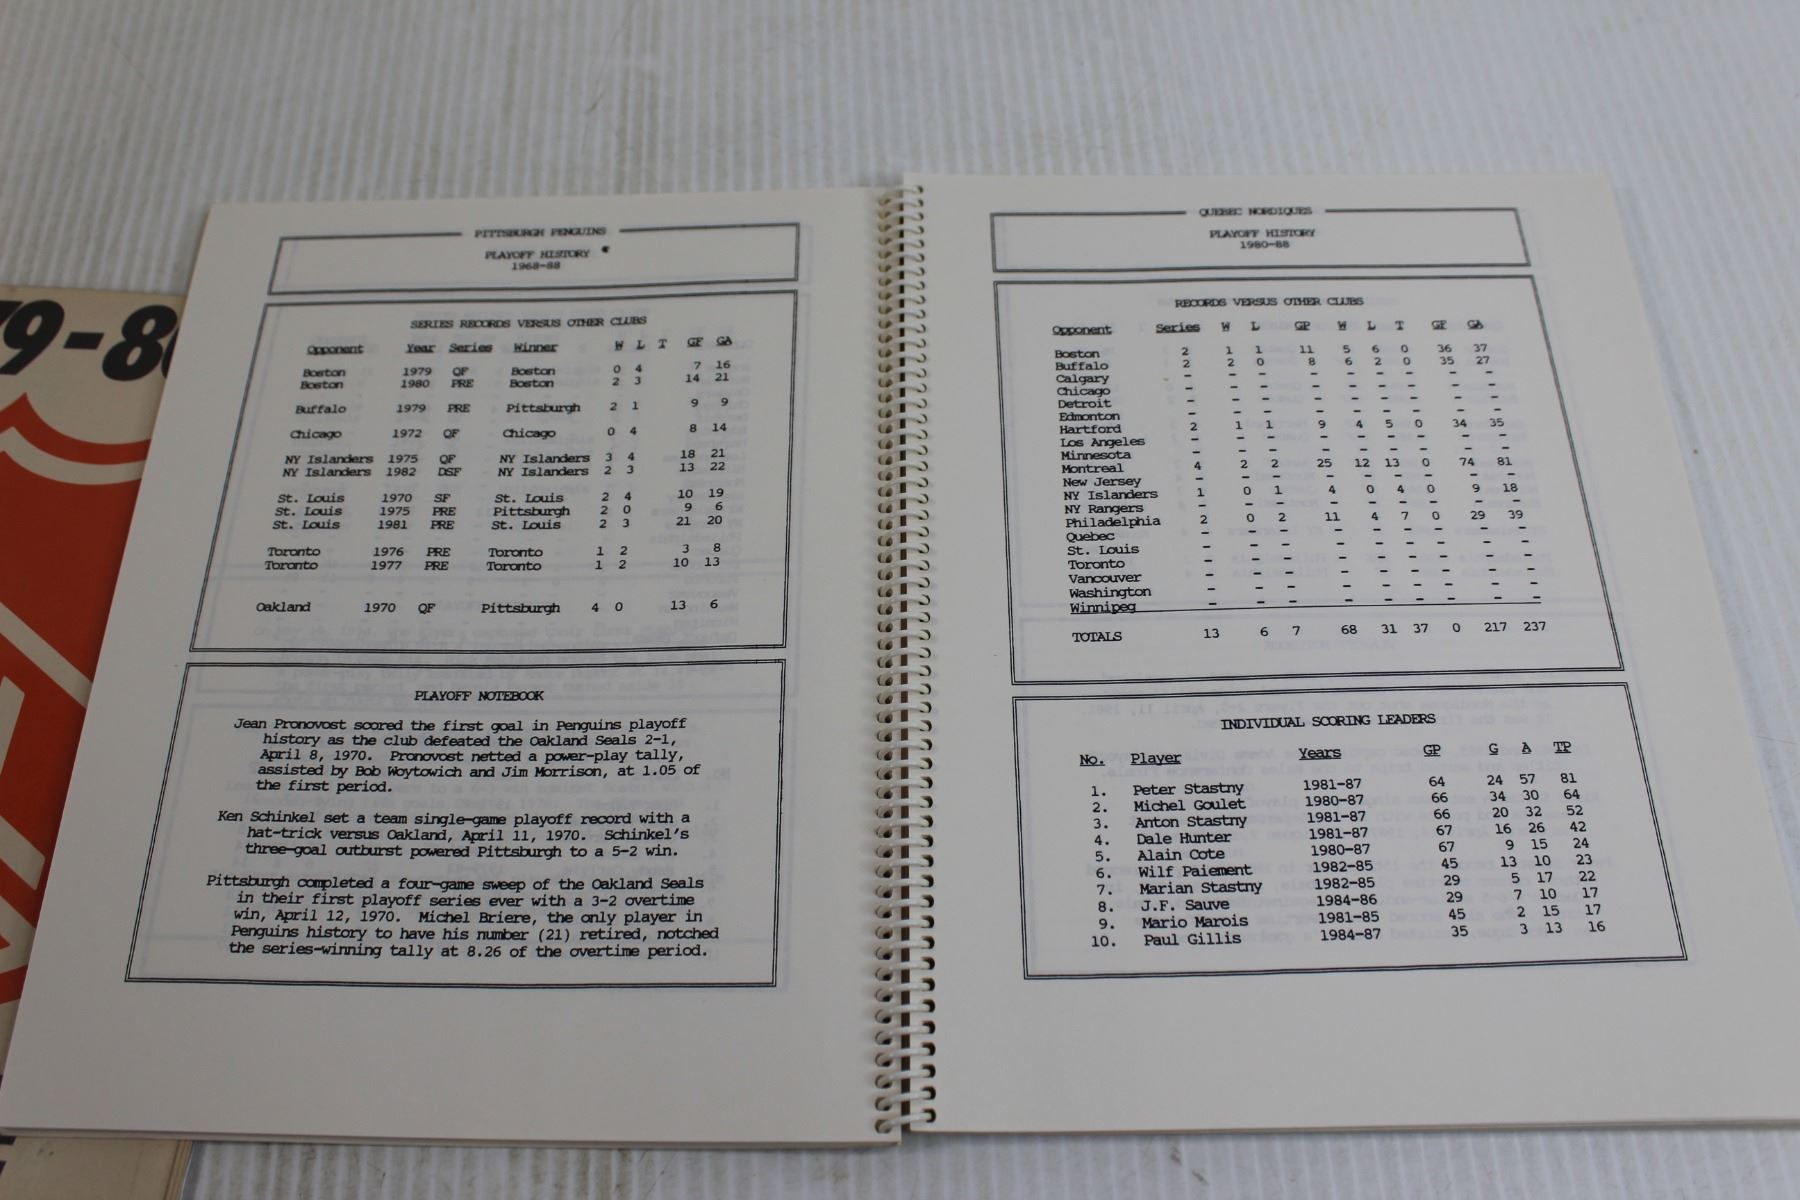 79-8
PITTSBURGH PENGUINS
PLAYOFF HISTORY
1968-88
SERIES RECORDS VERSUS OTHER CLUBS
Opponent Year Series Winner W L T GF GA
Boston 1979 QF Boston 0 4 7 16
Boston 1980 PRE Boston 2 3 14 21
Buffalo 1979 PRE Pittsburgh 2 1 9 9
Chicago 1972 QF Chicago 0 4 8 14
NY Islanders 1975 QF NY Islanders 3 4 18 21
NY Islanders 1982 DSF NY Islanders 2 3 13 22
St. Louis 1970 SF St. Louis 2 4 10 19
St. Louis 1975 PRE Pittsburgh 2 0 9 6
St. Louis 1981 PRE St. Louis 2 3 21 20
Toronto 1976 PRE Toronto 1 2 3 8
Toronto 1977 PRE Toronto 1 2 10 13
Oakland 1970 QF Pittsburgh 4 0 13 6
PLAYOFF NOTEBOOK
Jean Pronovost scored the first goal in Penguins playoff
history as the club defeated the Oakland Seals 2-1,
April 8, 1970. Pronovost netted a power-play tally,
assisted by Bob Woytowich and Jim Morrison, at 1.05 of
the first period.
Ken Schinkel set a team single-game playoff record with a
hat-trick versus Oakland, April 11, 1970. Schinkel's
three-goal outburst powered Pittsburgh to a 5-2 win.
Pittsburgh completed a four-game sweep of the Oakland Seals
in their first playoff series ever with a 3-2 overtime
win, April 12, 1970. Michel Briere, the only player in
Penguins history to have his number (21) retired, notched
the series-winning tally at 8.26 of the overtime period.
QUEBEC NORDIQUES
PLAYOFF HISTORY
1980-88
RECORDS VERSUS OTHER CLUBS
Opponent Series W L GP W L T GF GA
Boston 2 1 1 11 5 6 0 36 37
Buffalo 2 2 0 8 6 2 0 35 27
Calgary - - - - - - - - -
Chicago - - - - - - - - -
Detroit - - - - - - - - -
Edmonton - - - - - - - - -
Hartford 2 1 1 9 4 5 0 34 35
Los Angeles - - - - - - - - -
Minnesota - - - - - - - - -
Montreal 4 2 2 25 12 13 0 74 81
New Jersey - - - - - - - - -
NY Islanders 1 0 1 4 0 4 0 9 18
NY Rangers - - - - - - - - -
Philadelphia 2 0 2 11 4 7 0 29 39
Quebec - - - - - - - - -
St. Louis - - - - - - - - -
Toronto - - - - - - - - -
Vancouver - - - - - - - - -
Washington - - - - - - - - -
Winnipeg - - - - - - - - -
TOTALS 13 6 7 68 31 37 0 217 237
INDIVIDUAL SCORING LEADERS
No. Player Years GP G A TP
1. Peter Stastny 1981-87 64 24 57 81
2. Michel Goulet 1980-87 66 34 30 64
3. Anton Stastny 1981-87 66 20 32 52
4. Dale Hunter 1981-87 67 16 26 42
5. Alain Cote 1980-87 67 9 15 24
6. Wilf Paiement 1982-85 45 13 10 23
7. Marian Stastny 1982-85 29 5 17 22
8. J.F. Sauve 1984-86 29 7 10 17
9. Mario Marois 1981-85 45 2 15 17
10. Paul Gillis 1984-87 35 3 13 16